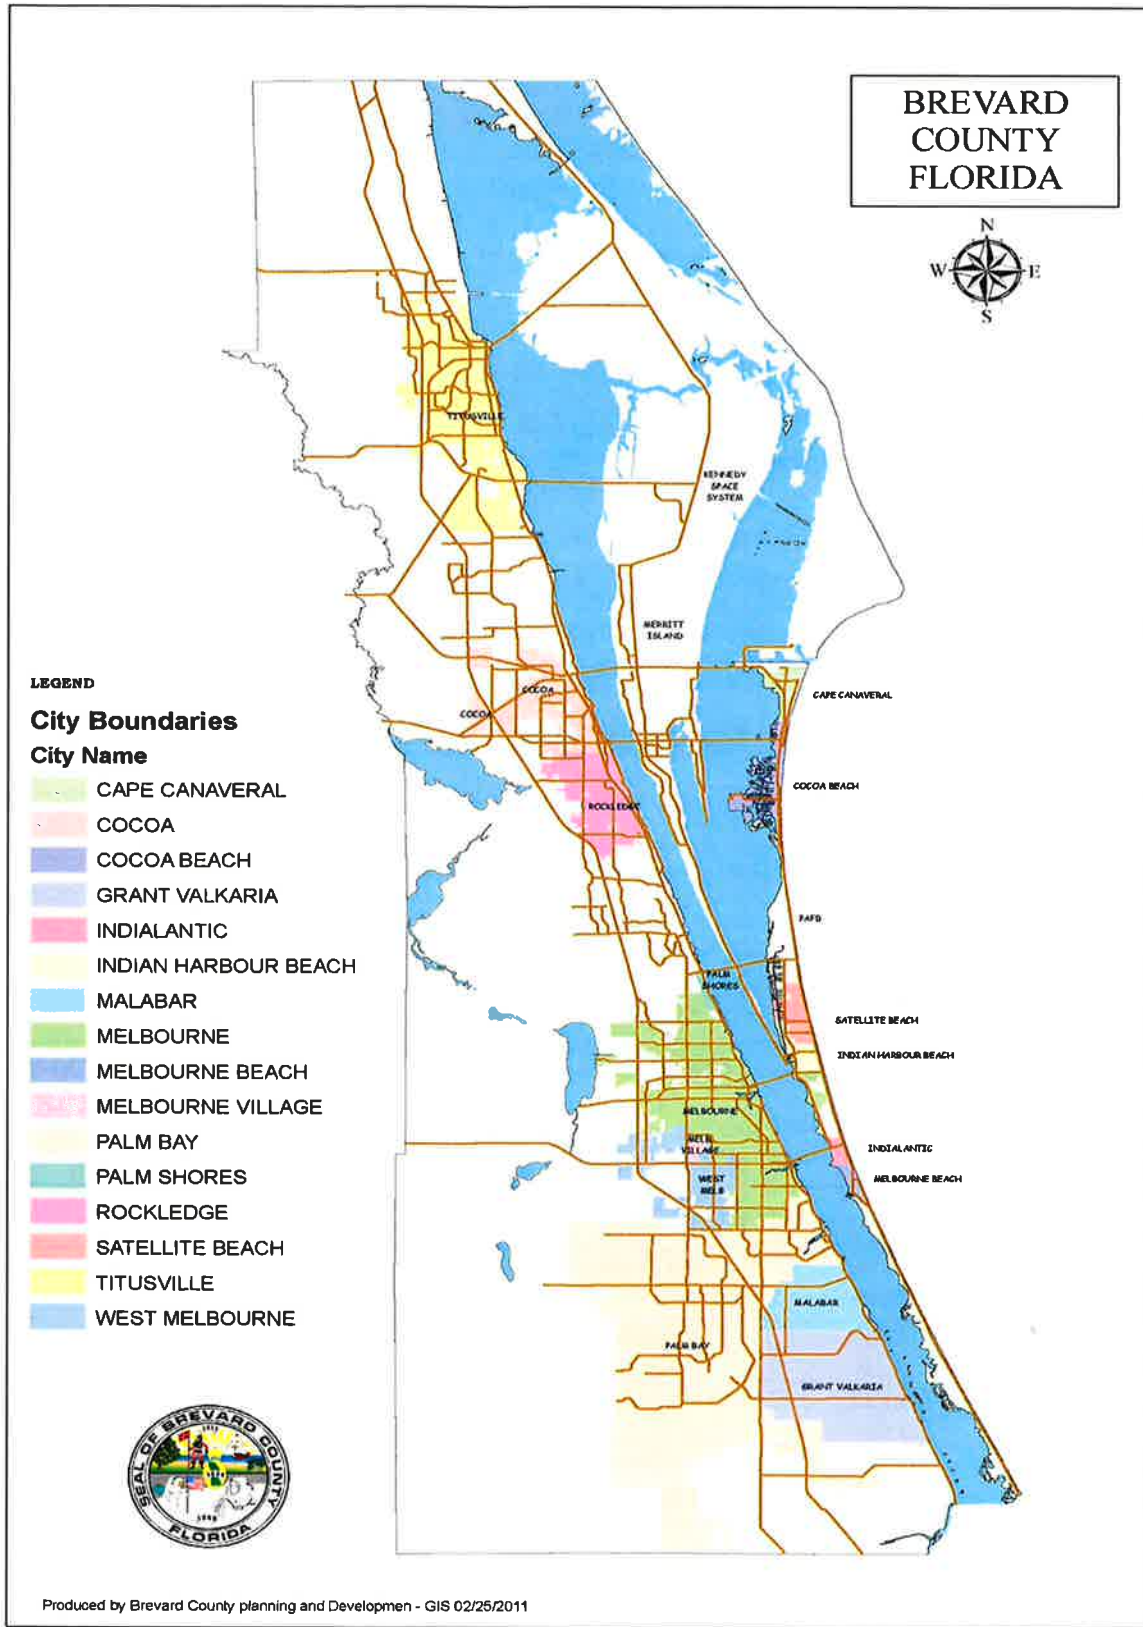 BREVARD
COUNTY
FLORIDA
N
W
E
S
TITUSVILLE
KENNEDY
SPACE
SYSTEM
MERRITT
ISLAND
COCOA
COCOA
CAPE CANAVERAL
COCOA BEACH
ROCKLEDGE
PAFB
PALM
SHORES
SATELLITE BEACH
INDIAN HARBOUR BEACH
MELBOURNE
MELB
VILLAGE
INDIALANTIC
WEST
MELB
MELBOURNE BEACH
MALABAR
PALM BAY
GRANT VALKARIA
LEGEND
City Boundaries
City Name
CAPE CANAVERAL
COCOA
COCOA BEACH
GRANT VALKARIA
INDIALANTIC
INDIAN HARBOUR BEACH
MALABAR
MELBOURNE
MELBOURNE BEACH
MELBOURNE VILLAGE
PALM BAY
PALM SHORES
ROCKLEDGE
SATELLITE BEACH
TITUSVILLE
WEST MELBOURNE
SEAL OF BREVARD COUNTY
FLORIDA
Produced by Brevard County planning and Developmen - GIS 02/25/2011